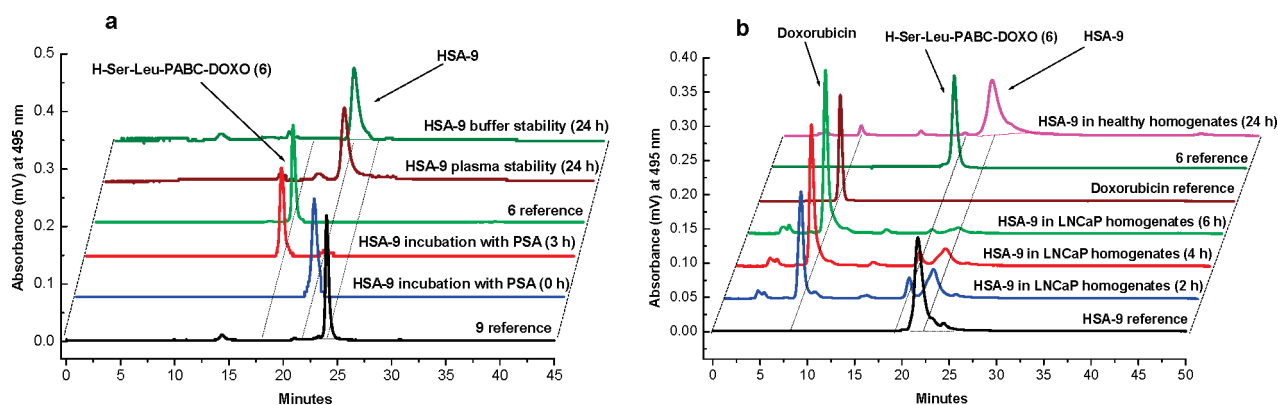 a
H-Ser-Leu-PABC-DOXO (6)
HSA-9
HSA-9 buffer stability (24 h)
HSA-9 plasma stability (24 h)
6 reference
HSA-9 incubation with PSA (3 h)
HSA-9 incubation with PSA (0 h)
9 reference
Absorbance (mV) at 495 nm
0.5
0.4
0.3
0.2
0.1
0.0
0
5
10
15
20
25
30
35
40
45
Minutes
b
Doxorubicin
H-Ser-Leu-PABC-DOXO (6)
HSA-9
HSA-9 in healthy homogenates (24 h)
6 reference
Doxorubicin reference
HSA-9 in LNCaP homogenates (6 h)
HSA-9 in LNCaP homogenates (4 h)
HSA-9 in LNCaP homogenates (2 h)
HSA-9 reference
Absorbance (mV) at 495 nm
0.40
0.35
0.30
0.25
0.20
0.15
0.10
0.05
0.00
0
5
10
15
20
25
30
35
40
45
50
Minutes